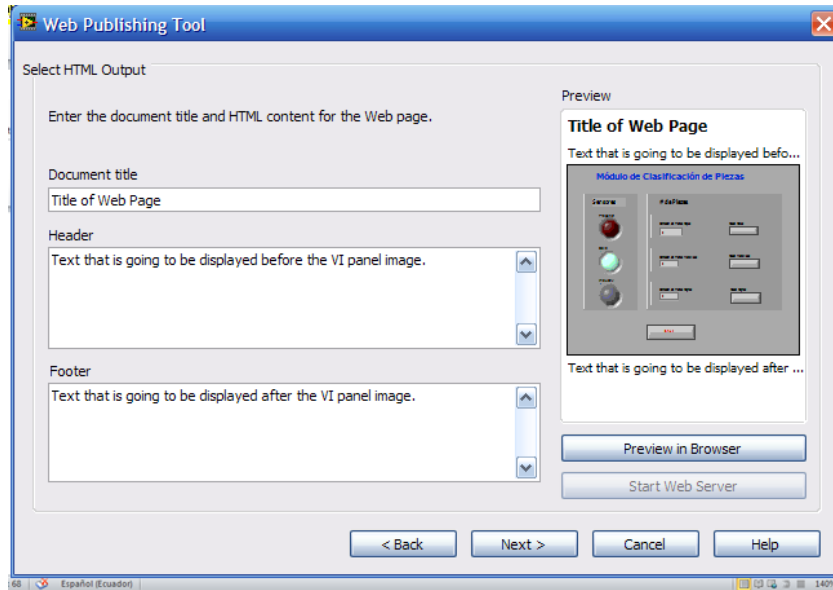 Web Publishing Tool
Select HTML Output
Enter the document title and HTML content for the Web page.
Document title
Title of Web Page
Header
Text that is going to be displayed before the VI panel image.
Footer
Text that is going to be displayed after the VI panel image.
Preview
Title of Web Page
Text that is going to be displayed befo...
Módulo de Clasificación de Piezas
Sensores
# de Piezas
Text that is going to be displayed after ...
Preview in Browser
Start Web Server
< Back
Next >
Cancel
Help
Español (Ecuador)
140%